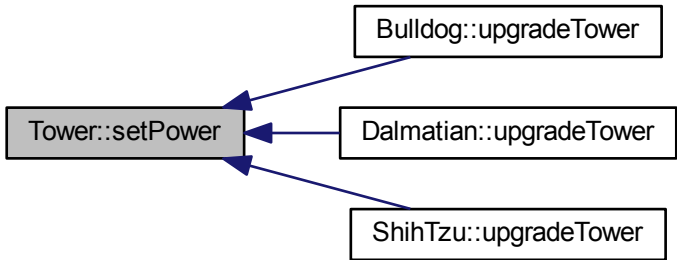 Bulldog::upgradeTower
Tower::setPower
Dalmatian::upgradeTower
ShihTzu::upgradeTower